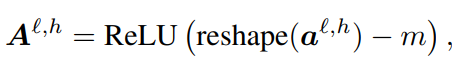 A^{ℓ,h} = ReLU (reshape(a^{ℓ,h}) − m) ,